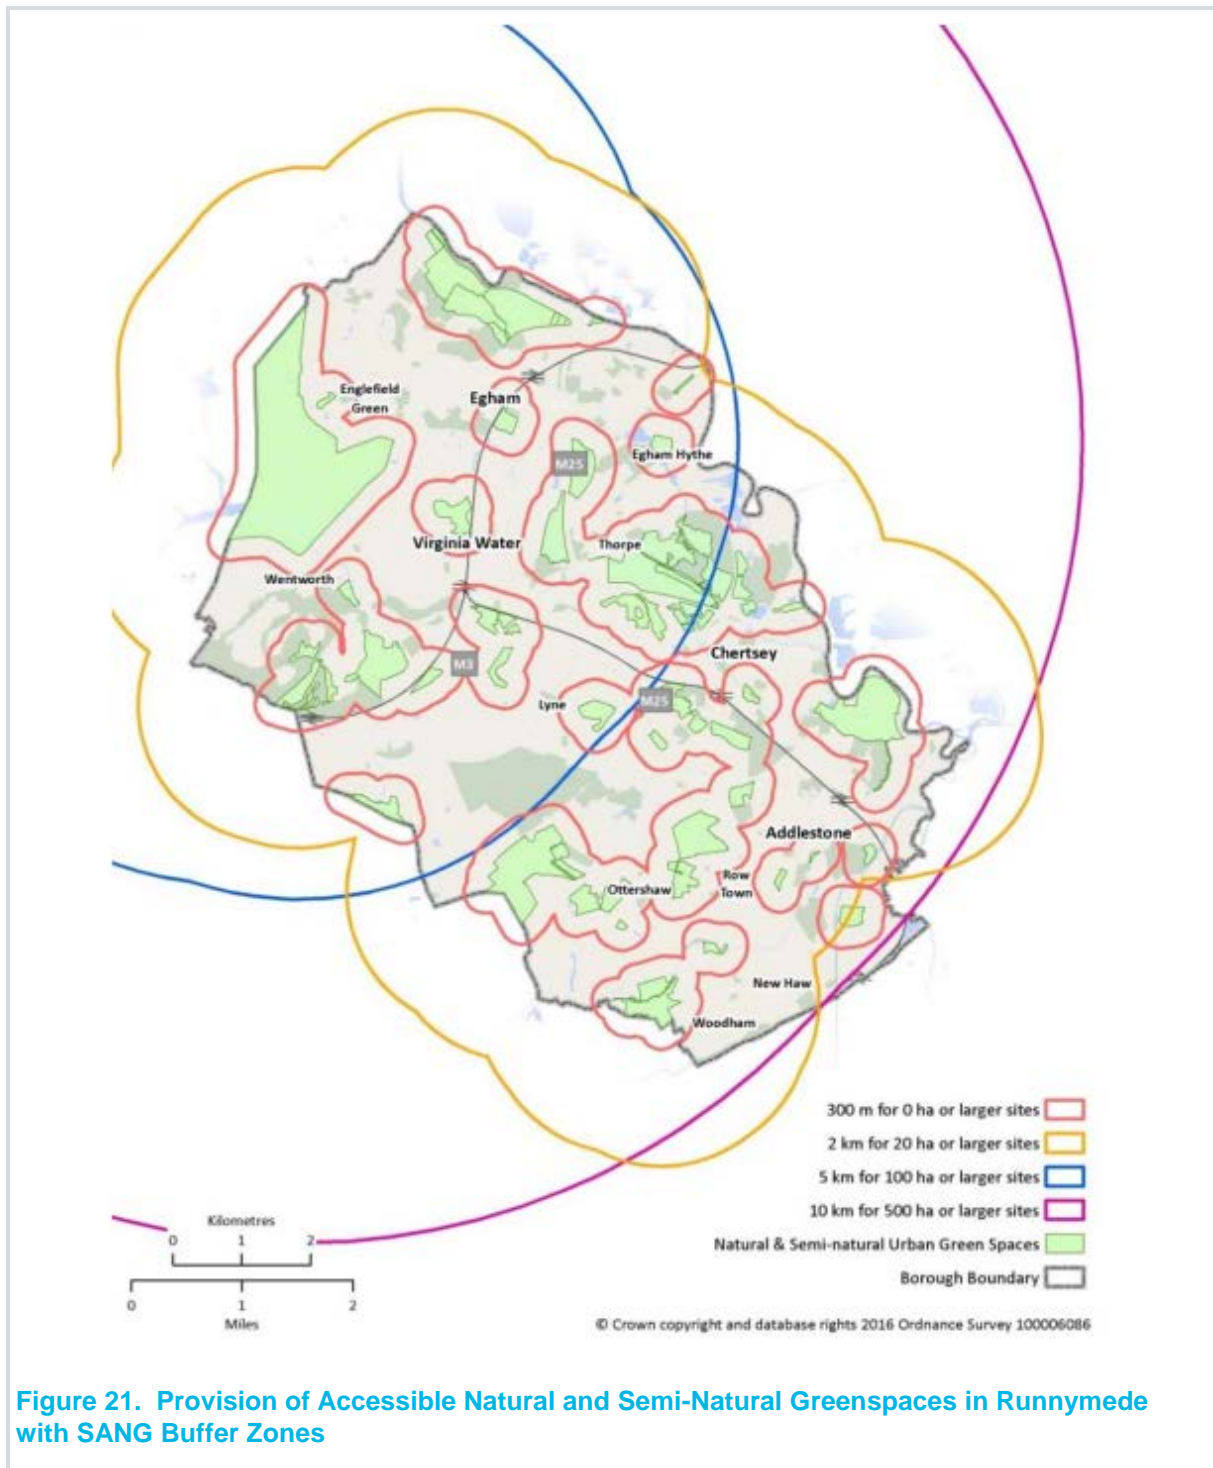 Englefield
Green
Egham
M25
Egham Hythe
Virginia Water
Thorpe
Wentworth
Chertsey
M3
Lyne
M25
Addlestone
Row
Town
Ottershaw
New Haw
Woodham
300 m for 0 ha or larger sites
2 km for 20 ha or larger sites
5 km for 100 ha or larger sites
10 km for 500 ha or larger sites
Natural & Semi-natural Urban Green Spaces
Borough Boundary
Kilometres
0 1 2
0 1 2
Miles
© Crown copyright and database rights 2016 Ordnance Survey 100006086
Figure 21. Provision of Accessible Natural and Semi-Natural Greenspaces in Runnymede
with SANG Buffer Zones